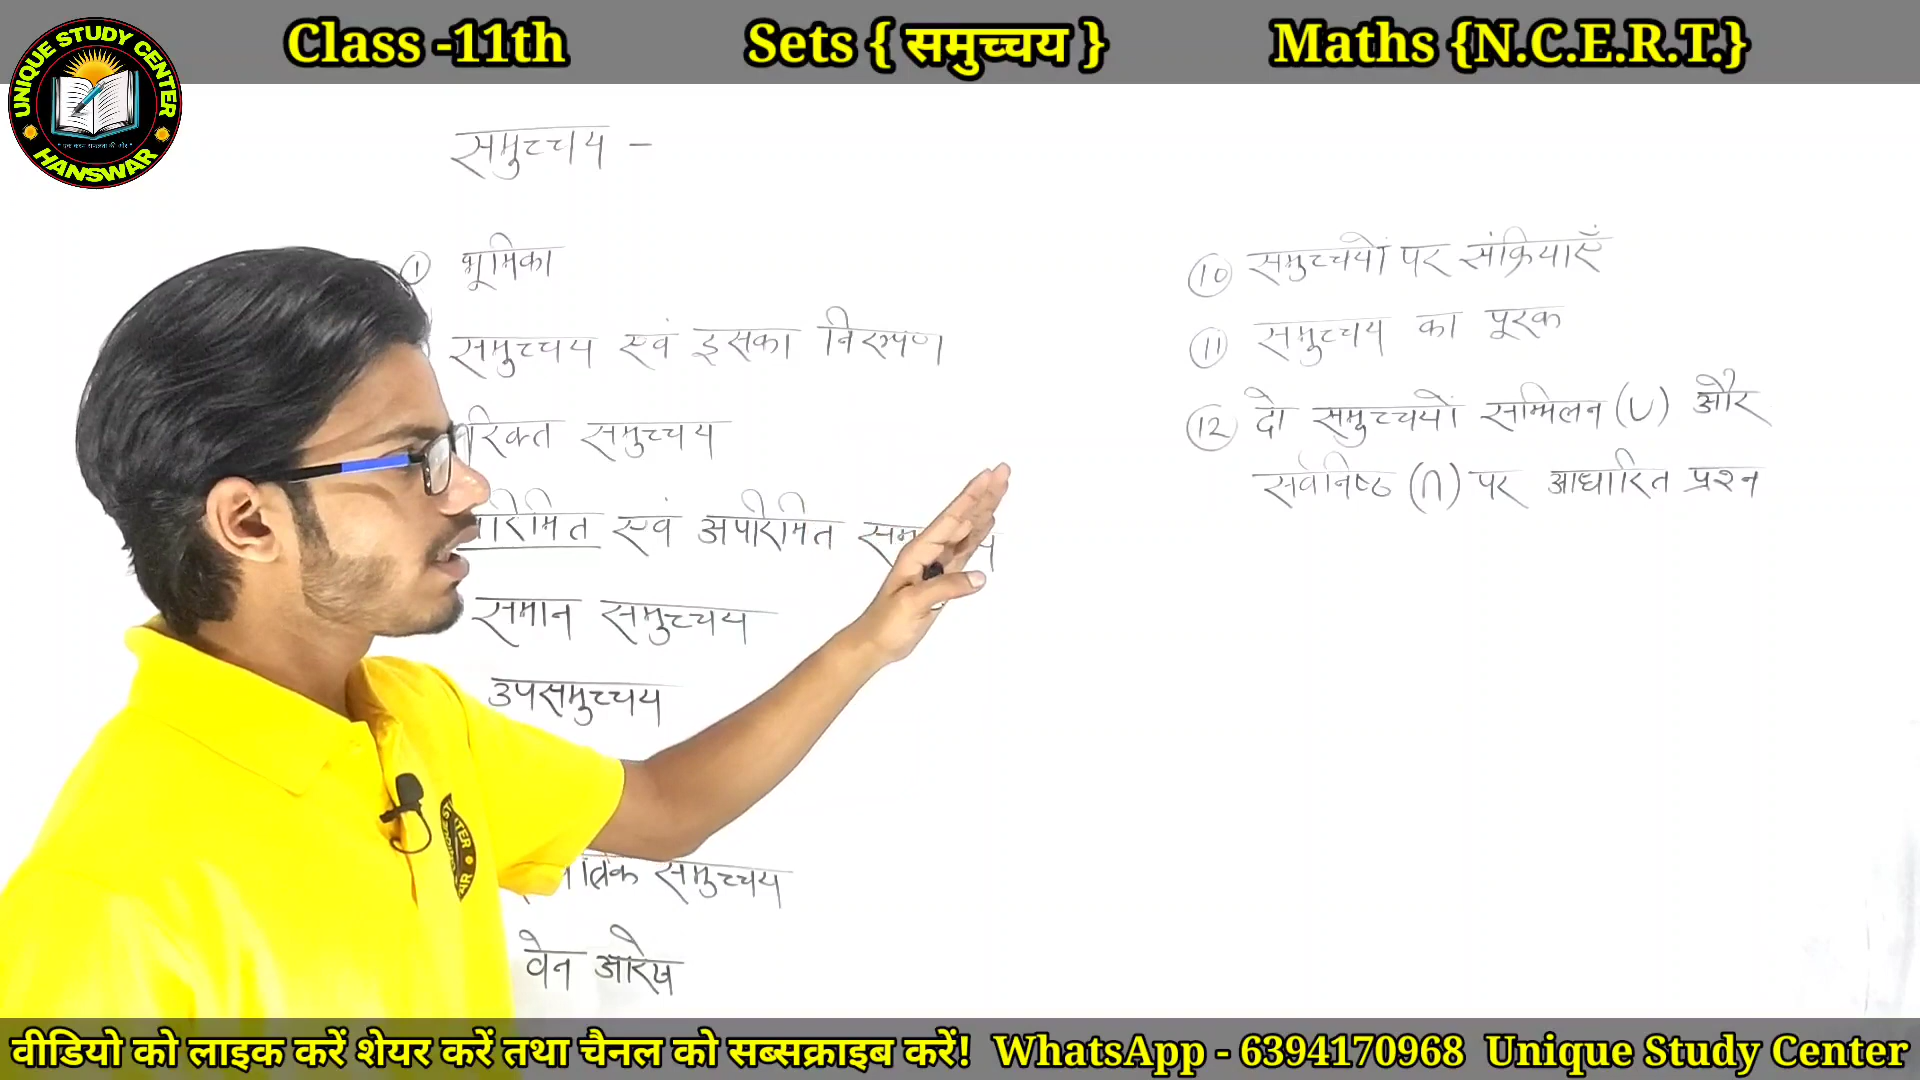 Class -11th
Sets { समुच्चय }
Maths {N.C.E.R.T.}
UNIQUE STUDY CENTER
HANSWAR
समुच्चय –
① भूमिका
समुच्चय एवं इसका निरूपण
रिक्त समुच्चय
एवं अपरिमित
समान समुच्चय
उपसमुच्चय
समुच्चय
वेन आरेख
⑩ समुच्चयों पर संक्रियाएँ
⑪ समुच्चय का पूरक
⑫ दो समुच्चयों सम्मिलन (∪) और
सर्वनिष्ठ (∩) पर आधारित प्रश्न
वीडियो को लाइक करें शेयर करें तथा चैनल को सब्सक्राइब करें! WhatsApp - 6394170968 Unique Study Center